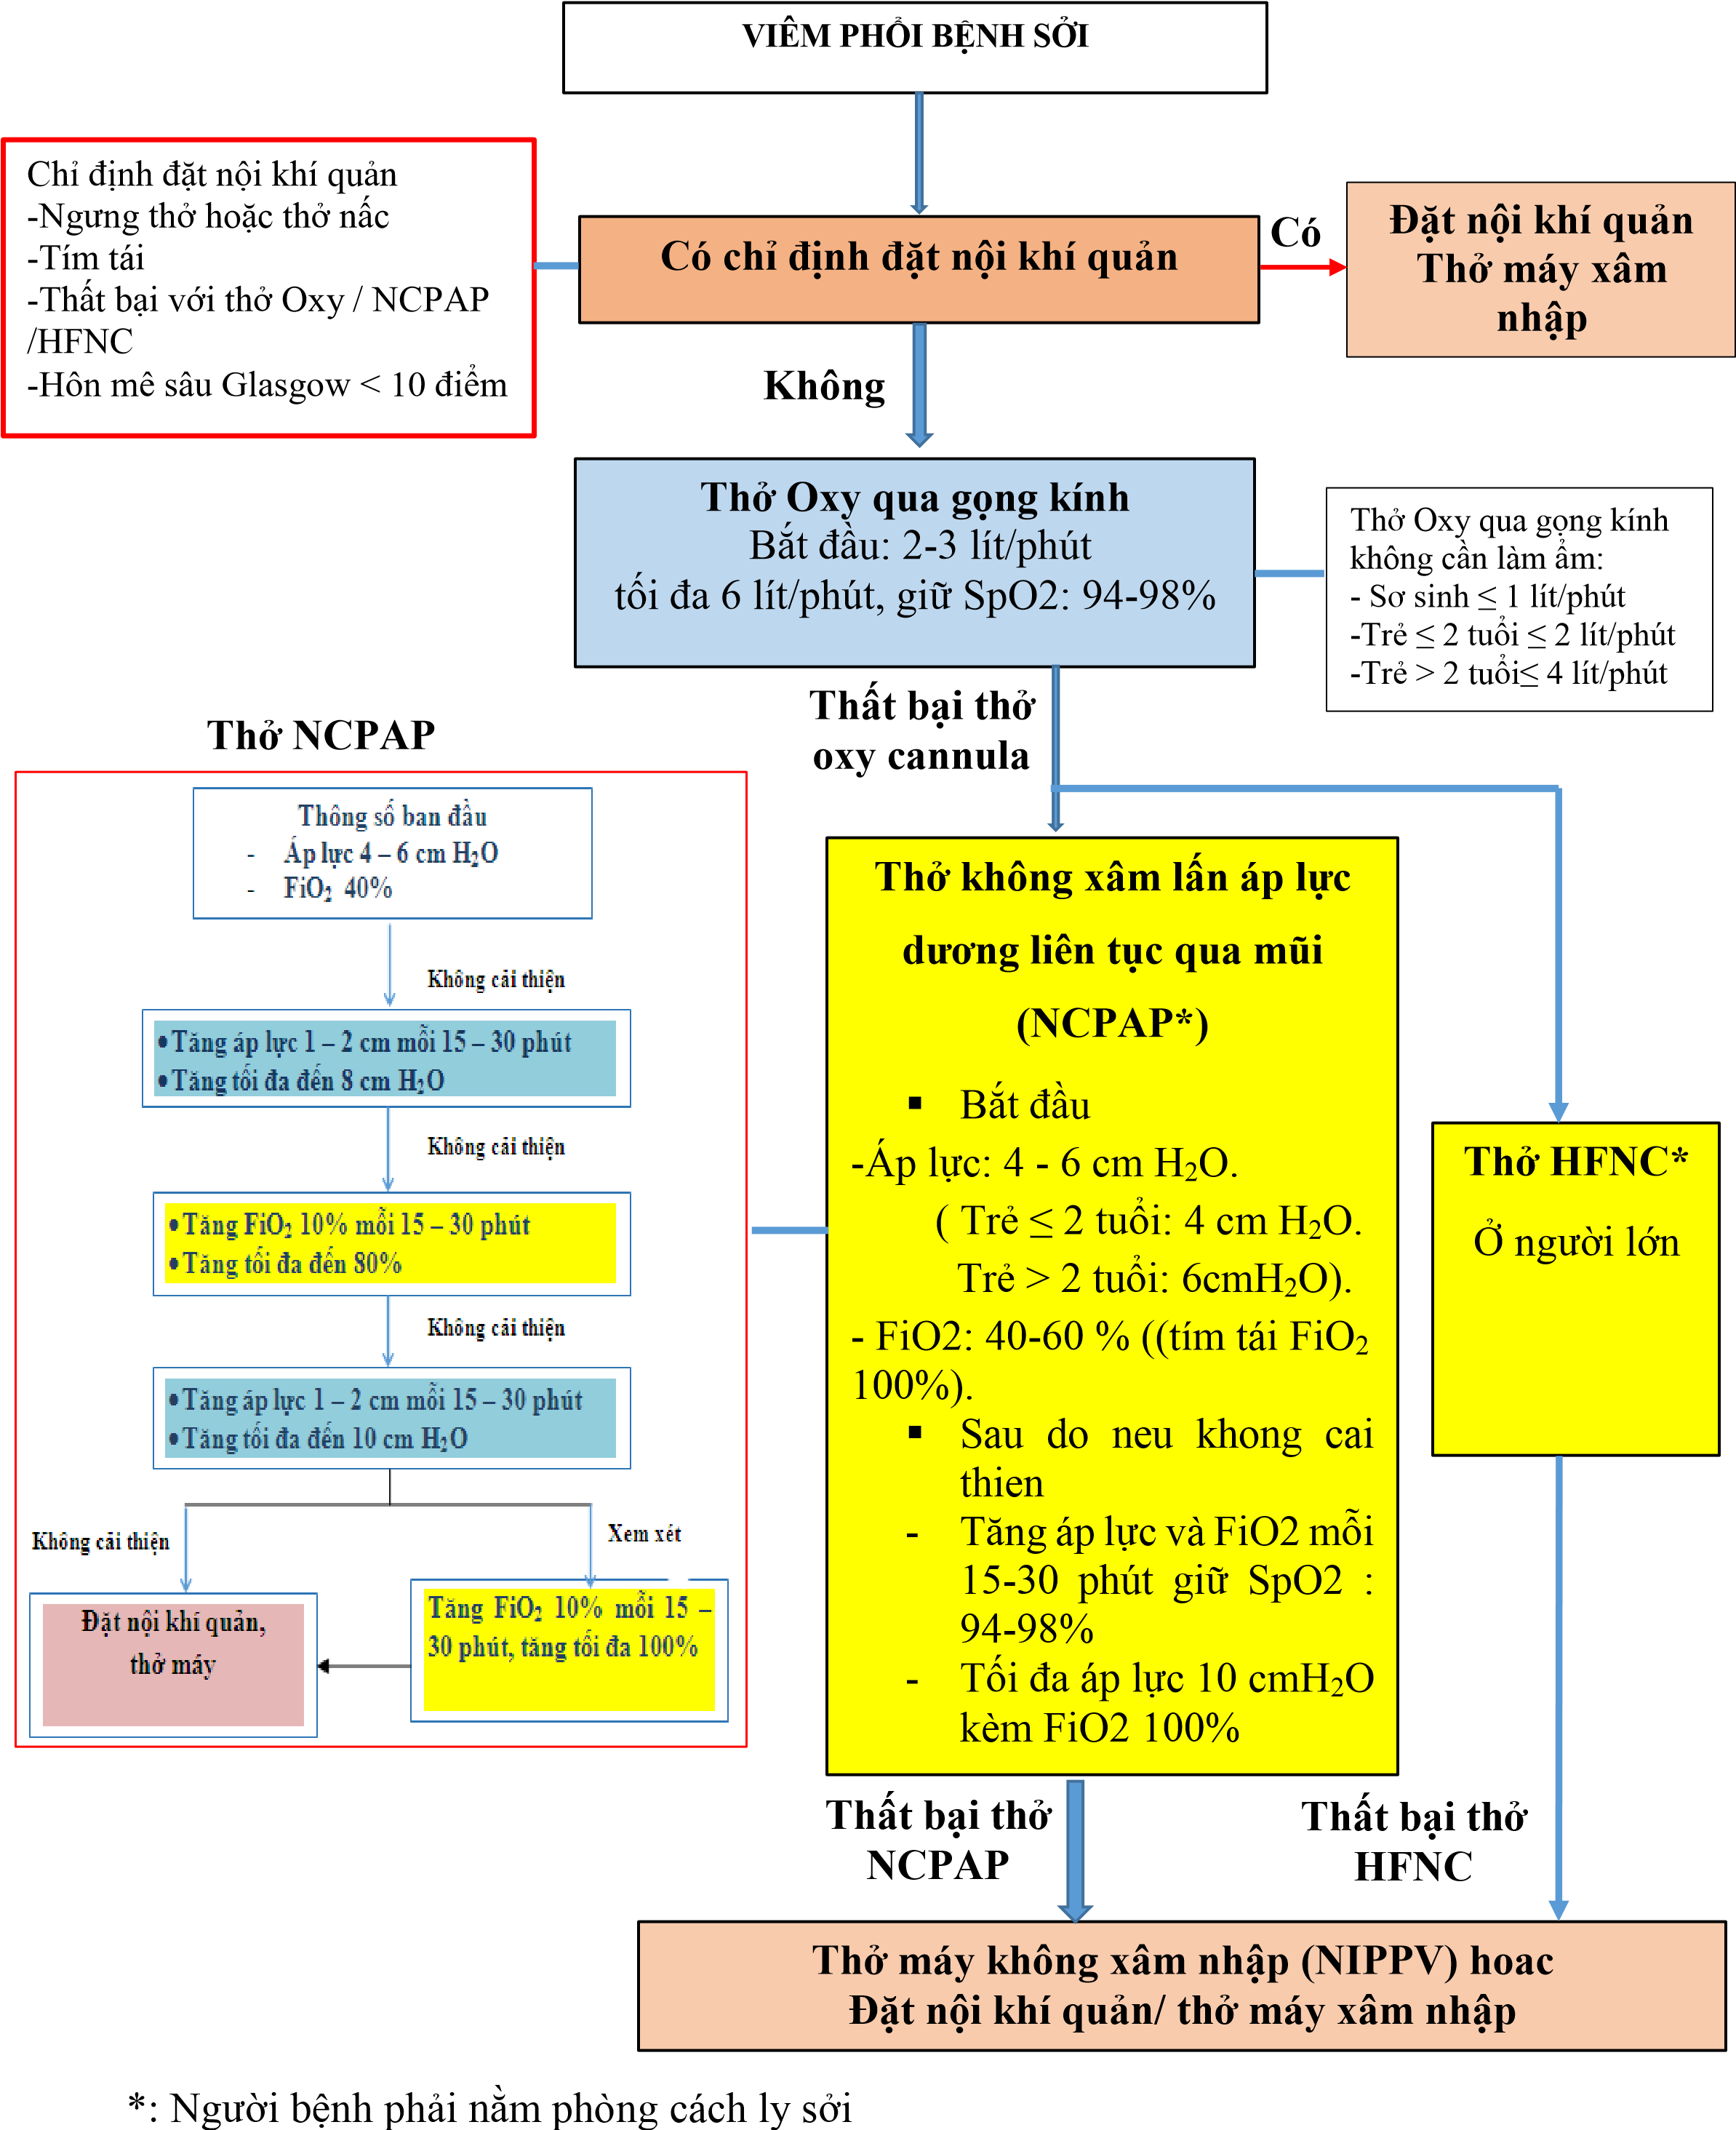 VIÊM PHỔI BỆNH SỞI
Chỉ định đặt nội khí quản
-Ngưng thở hoặc thở nấc
-Tím tái
-Thất bại với thở Oxy / NCPAP
/HFNC
-Hôn mê sâu Glasgow < 10 điểm
Có chỉ định đặt nội khí quản
Có
Đặt nội khí quản
Thở máy xâm
nhập
Không
Thở Oxy qua gọng kính
Bắt đầu: 2-3 lít/phút
tối đa 6 lít/phút, giữ SpO2: 94-98%
Thở Oxy qua gọng kính
không cần làm ẩm:
- Sơ sinh ≤ 1 lít/phút
-Trẻ ≤ 2 tuổi ≤ 2 lít/phút
-Trẻ > 2 tuổi≤ 4 lít/phút
Thất bại thở
oxy cannula
Thở NCPAP
Thông số ban đầu
- Áp lực 4 – 6 cm H₂O
- FiO₂ 40%
Không cải thiện
•Tăng áp lực 1 – 2 cm mỗi 15 – 30 phút
•Tăng tối đa đến 8 cm H₂O
Không cải thiện
•Tăng FiO₂ 10% mỗi 15 – 30 phút
•Tăng tối đa đến 80%
Không cải thiện
•Tăng áp lực 1 – 2 cm mỗi 15 – 30 phút
•Tăng tối đa đến 10 cm H₂O
Không cải thiện
Xem xét
Đặt nội khí quản,
thở máy
Tăng FiO₂ 10% mỗi 15 –
30 phút, tăng tối đa 100%
Thở không xâm lấn áp lực
dương liên tục qua mũi
(NCPAP*)
▪ Bắt đầu
-Áp lực: 4 - 6 cm H₂O.
( Trẻ ≤ 2 tuổi: 4 cm H₂O.
Trẻ > 2 tuổi: 6cmH₂O).
- FiO2: 40-60 % ((tím tái FiO₂
100%).
▪ Sau do neu khong cai
thien
- Tăng áp lực và FiO2 mỗi
15-30 phút giữ SpO2 :
94-98%
- Tối đa áp lực 10 cmH₂O
kèm FiO2 100%
Thở HFNC*
Ở người lớn
Thất bại thở
NCPAP
Thất bại thở
HFNC
Thở máy không xâm nhập (NIPPV) hoac
Đặt nội khí quản/ thở máy xâm nhập
*: Người bệnh phải nằm phòng cách ly sởi